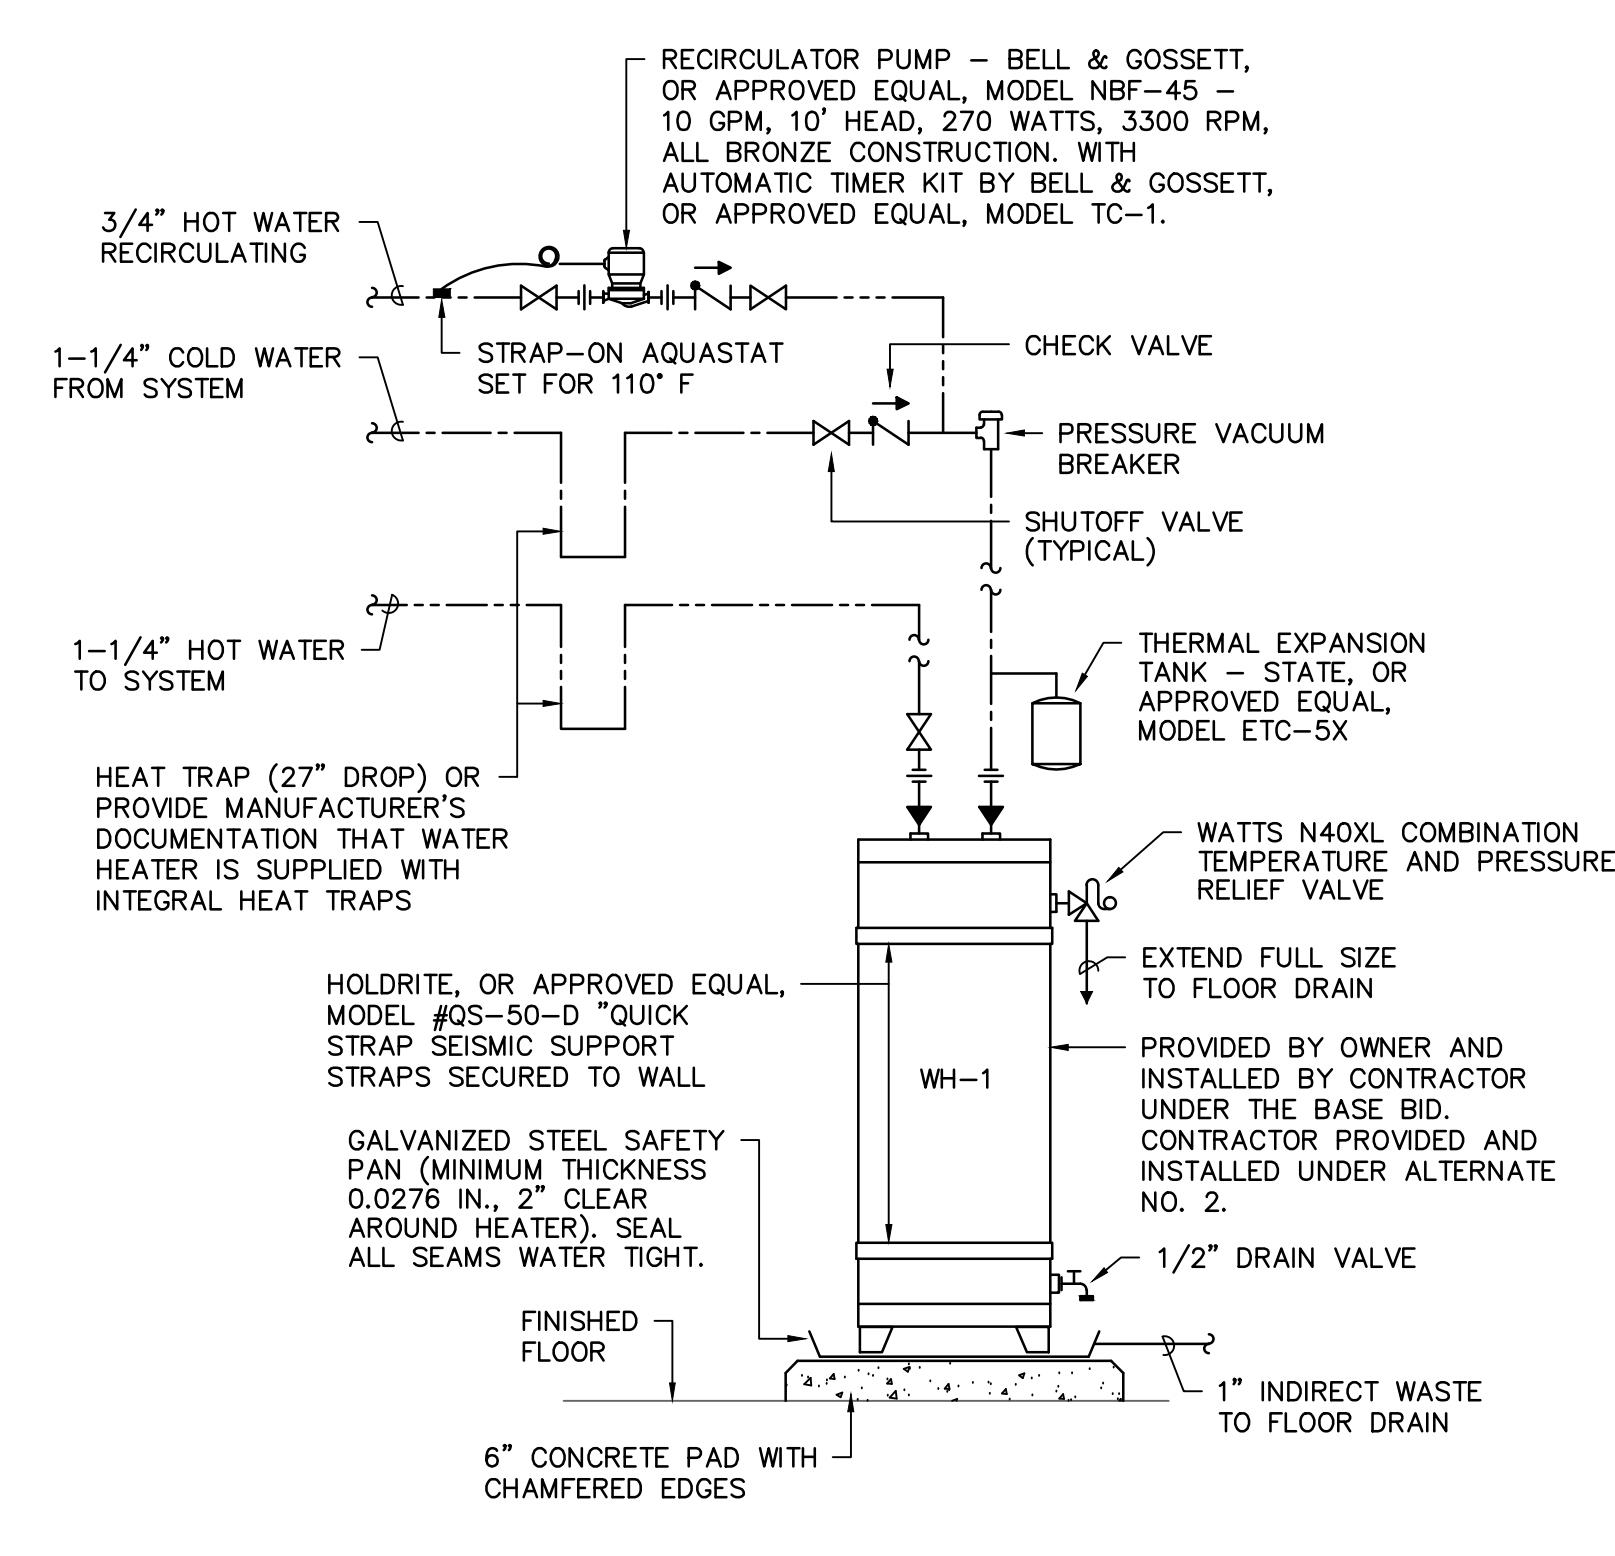 RECIRCULATOR PUMP – BELL & GOSSETT,
OR APPROVED EQUAL, MODEL NBF–45 –
10 GPM, 10' HEAD, 270 WATTS, 3300 RPM,
ALL BRONZE CONSTRUCTION. WITH
AUTOMATIC TIMER KIT BY BELL & GOSSETT,
OR APPROVED EQUAL, MODEL TC–1.
3/4" HOT WATER
RECIRCULATING
STRAP–ON AQUASTAT
SET FOR 110° F
CHECK VALVE
1–1/4" COLD WATER
FROM SYSTEM
PRESSURE VACUUM
BREAKER
SHUTOFF VALVE
(TYPICAL)
1–1/4" HOT WATER
TO SYSTEM
THERMAL EXPANSION
TANK – STATE, OR
APPROVED EQUAL,
MODEL ETC–5X
HEAT TRAP (27" DROP) OR
PROVIDE MANUFACTURER'S
DOCUMENTATION THAT WATER
HEATER IS SUPPLIED WITH
INTEGRAL HEAT TRAPS
WATTS N40XL COMBINATION
TEMPERATURE AND PRESSURE
RELIEF VALVE
EXTEND FULL SIZE
TO FLOOR DRAIN
HOLDRITE, OR APPROVED EQUAL,
MODEL #QS–50–D "QUICK
STRAP SEISMIC SUPPORT
STRAPS SECURED TO WALL
WH–1
PROVIDED BY OWNER AND
INSTALLED BY CONTRACTOR
UNDER THE BASE BID.
CONTRACTOR PROVIDED AND
INSTALLED UNDER ALTERNATE
NO. 2.
GALVANIZED STEEL SAFETY
PAN (MINIMUM THICKNESS
0.0276 IN., 2" CLEAR
AROUND HEATER). SEAL
ALL SEAMS WATER TIGHT.
1/2" DRAIN VALVE
FINISHED
FLOOR
1" INDIRECT WASTE
TO FLOOR DRAIN
6" CONCRETE PAD WITH
CHAMFERED EDGES